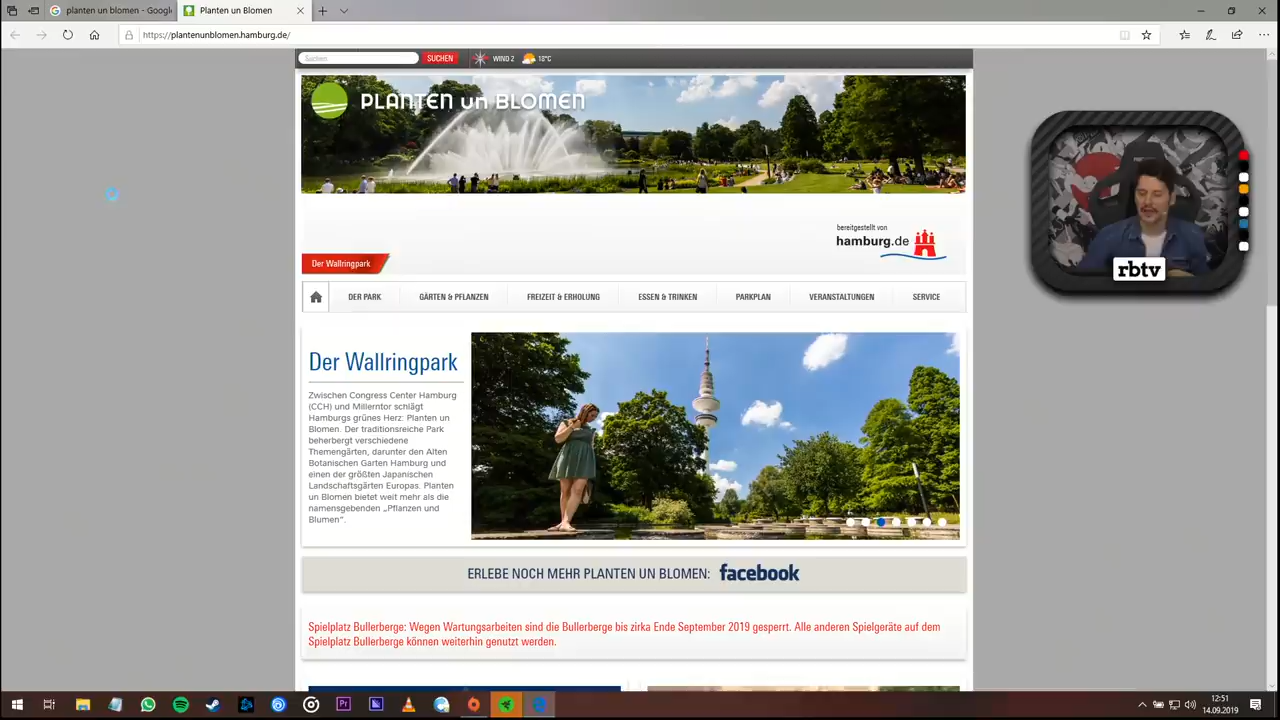 planten un blomen - Google
Planten un Blomen
https://plantenunblomen.hamburg.de/
Suchen
SUCHEN
WIND 2
18°C
PLANTEN un BLOMEN
bereitgestellt von
hamburg.de
Der Wallringpark
DER PARK
GÄRTEN & PFLANZEN
FREIZEIT & ERHOLUNG
ESSEN & TRINKEN
PARKPLAN
VERANSTALTUNGEN
SERVICE
rbtv
Der Wallringpark
Zwischen Congress Center Hamburg
(CCH) und Millerntor schlägt
Hamburgs grünes Herz: Planten un
Blomen. Der traditionsreiche Park
beherbergt verschiedene
Themengärten, darunter den Alten
Botanischen Garten Hamburg und
einen der größten Japanischen
Landschaftsgärten Europas. Planten
un Blomen bietet weit mehr als die
namensgebenden „Pflanzen und
Blumen“.
ERLEBE NOCH MEHR PLANTEN UN BLOMEN: facebook
Spielplatz Bullerberge: Wegen Wartungsarbeiten sind die Bullerberge bis zirka Ende September 2019 gesperrt. Alle anderen Spielgeräte auf dem
Spielplatz Bullerberge können weiterhin genutzt werden.
Pr
12:51
14.09.2019